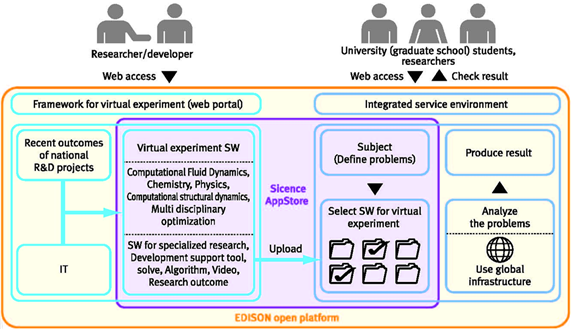 Researcher/developer
University (graduate school) students,
researchers
Web access
Web access
Check result
Framework for virtual experiment (web portal)
Integrated service environment
Recent outcomes
of national
R&D projects
IT
Virtual experiment SW
Computational Fluid Dynamics,
Chemistry, Physics,
Computational structural dynamics,
Multi disciplinary
optimization
SW for specialized research,
Development support tool,
solve, Algorithm, Video,
Research outcome
Sicence
AppStore
Upload
Subject
(Define problems)
Select SW for virtual
experiment
Produce result
Analyze
the problems
Use global
infrastructure
EDISON open platform